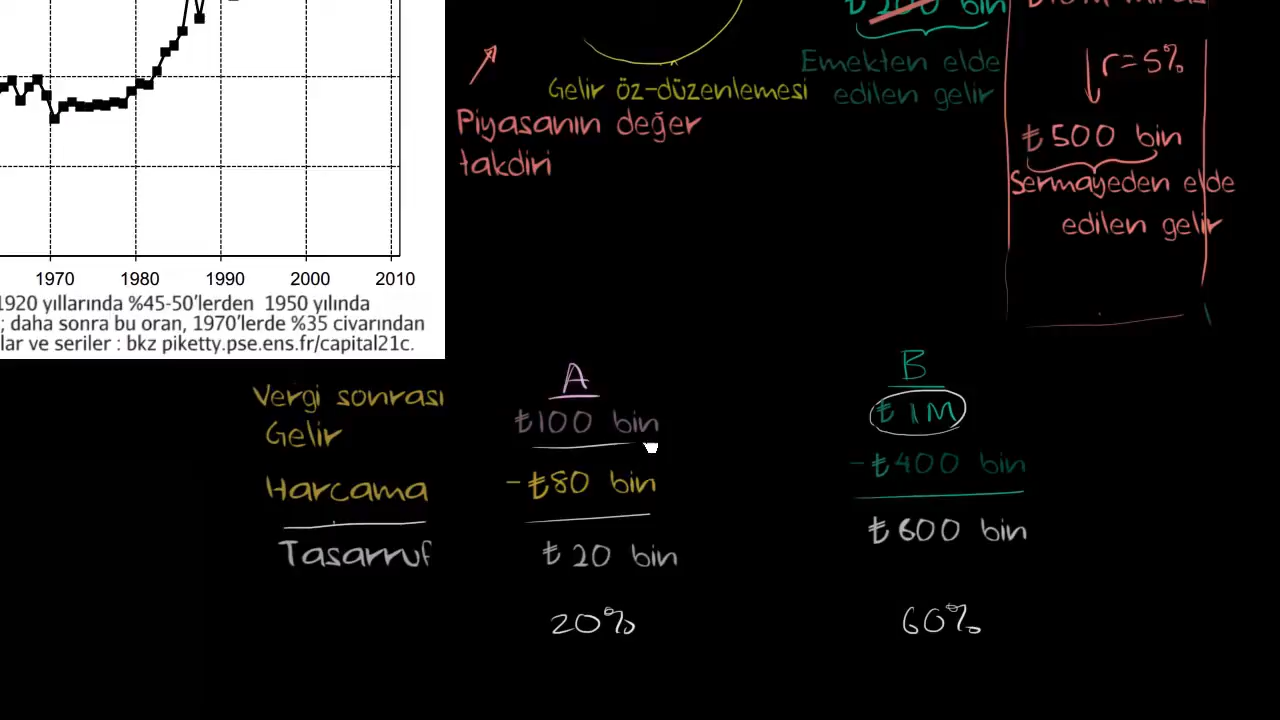 bin
Emekten elde
edilen gelir
r=5%
Gelir öz-düzenlemesi
Piyasanın değer
takdiri
₺500 bin
Sermayeden elde
edilen gelir
1970 1980 1990 2000 2010
1920 yıllarında %45-50'lerden 1950 yılında
; daha sonra bu oran, 1970'lerde %35 civarından
lar ve seriler : bkz piketty.pse.ens.fr/capital21c.
A B
Vergi sonrası
Gelir
₺100 bin ₺1M
Harcama -₺80 bin -₺400 bin
Tasarruf ₺20 bin ₺600 bin
20% 60%